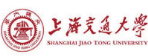 上海交通大学
SHANGHAI JIAO TONG UNIVERSITY